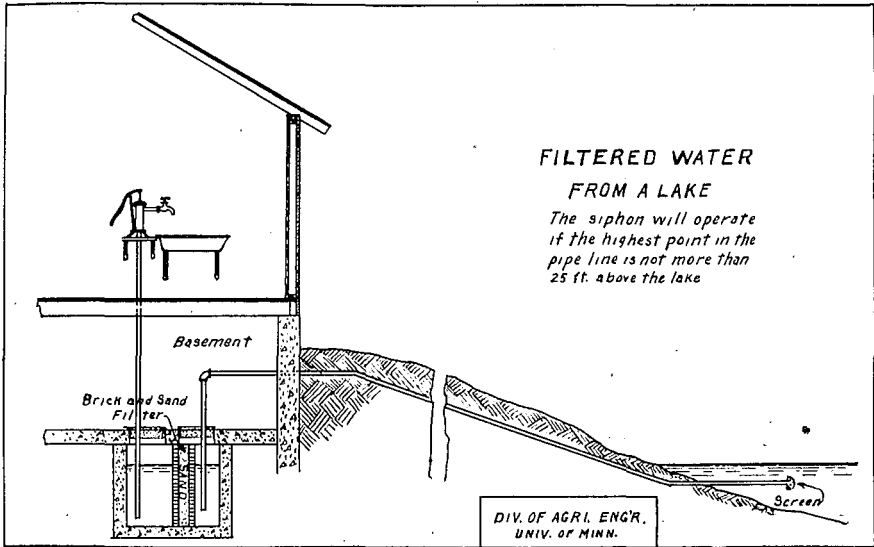 FILTERED WATER
FROM A LAKE
The siphon will operate
if the highest point in the
pipe line is not more than
25 ft. above the lake
Basement
Brick and Sand
Filter
SAND
Screen
DIV. OF AGRI. ENG'R.
UNIV. OF MINN.